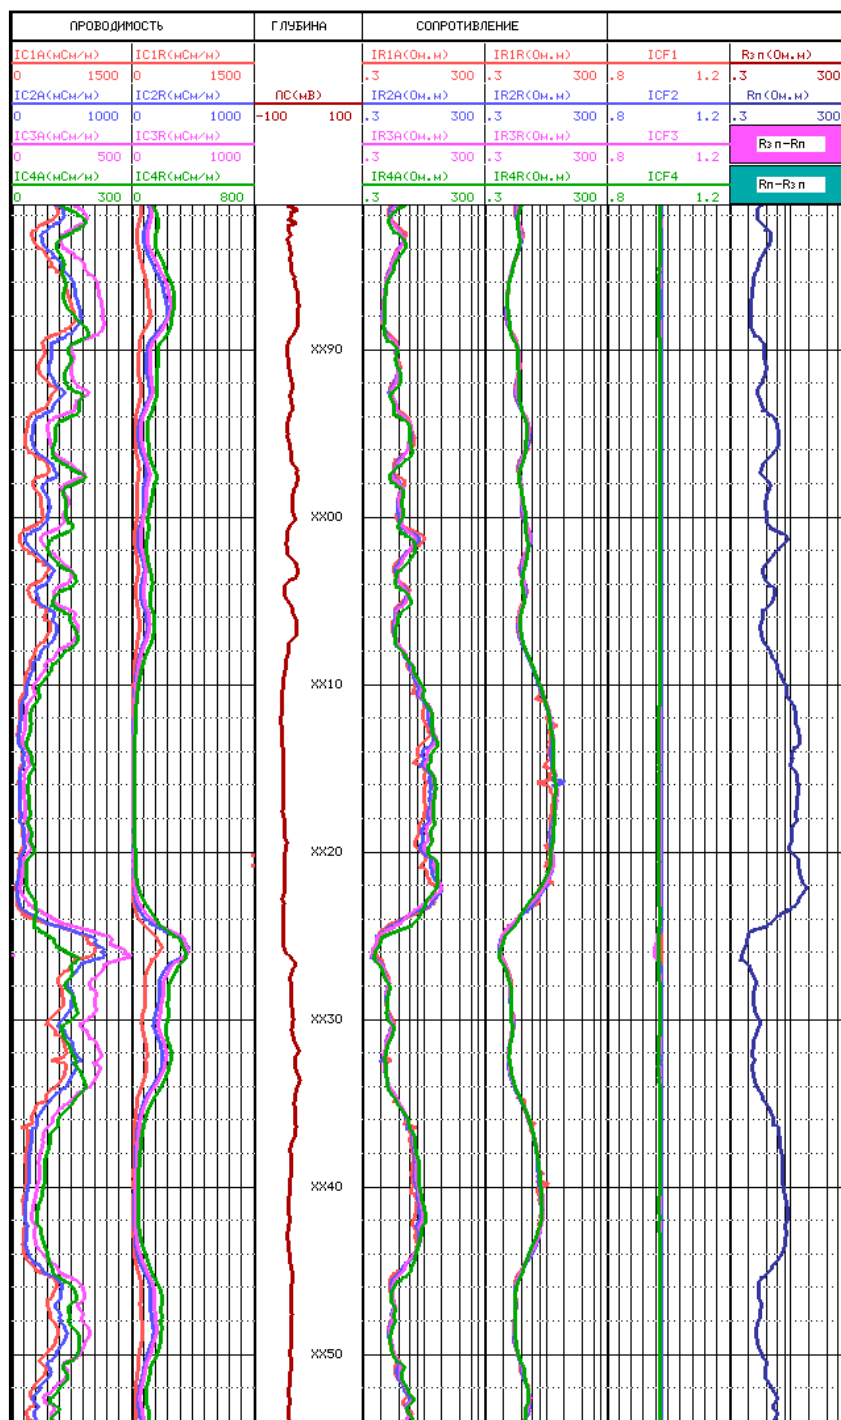 ПРОВОДИМОСТЬ ГЛУБИНА СОПРОТИВЛЕНИЕ
IC1A(мСм/м) IC1R(мСм/м) IR1A(Ом.м) IR1R(Ом.м) ICF1 Rзп(Ом.м)
0 1500 0 1500 .3 300 .3 300 .8 1.2 .3 300
IC2A(мСм/м) IC2R(мСм/м) ПС(мВ) IR2A(Ом.м) IR2R(Ом.м) ICF2 Rп(Ом.м)
0 1000 0 1000 -100 100 .3 300 .3 300 .8 1.2 .3 300
IC3A(мСм/м) IC3R(мСм/м) IR3A(Ом.м) IR3R(Ом.м) ICF3 Rзп-Rп
0 500 0 1000 .3 300 .3 300 .8 1.2
IC4A(мСм/м) IC4R(мСм/м) IR4A(Ом.м) IR4R(Ом.м) ICF4 Rп-Rзп
0 300 0 800 .3 300 .3 300 .8 1.2
XX90
XX00
XX10
XX20
XX30
XX40
XX50